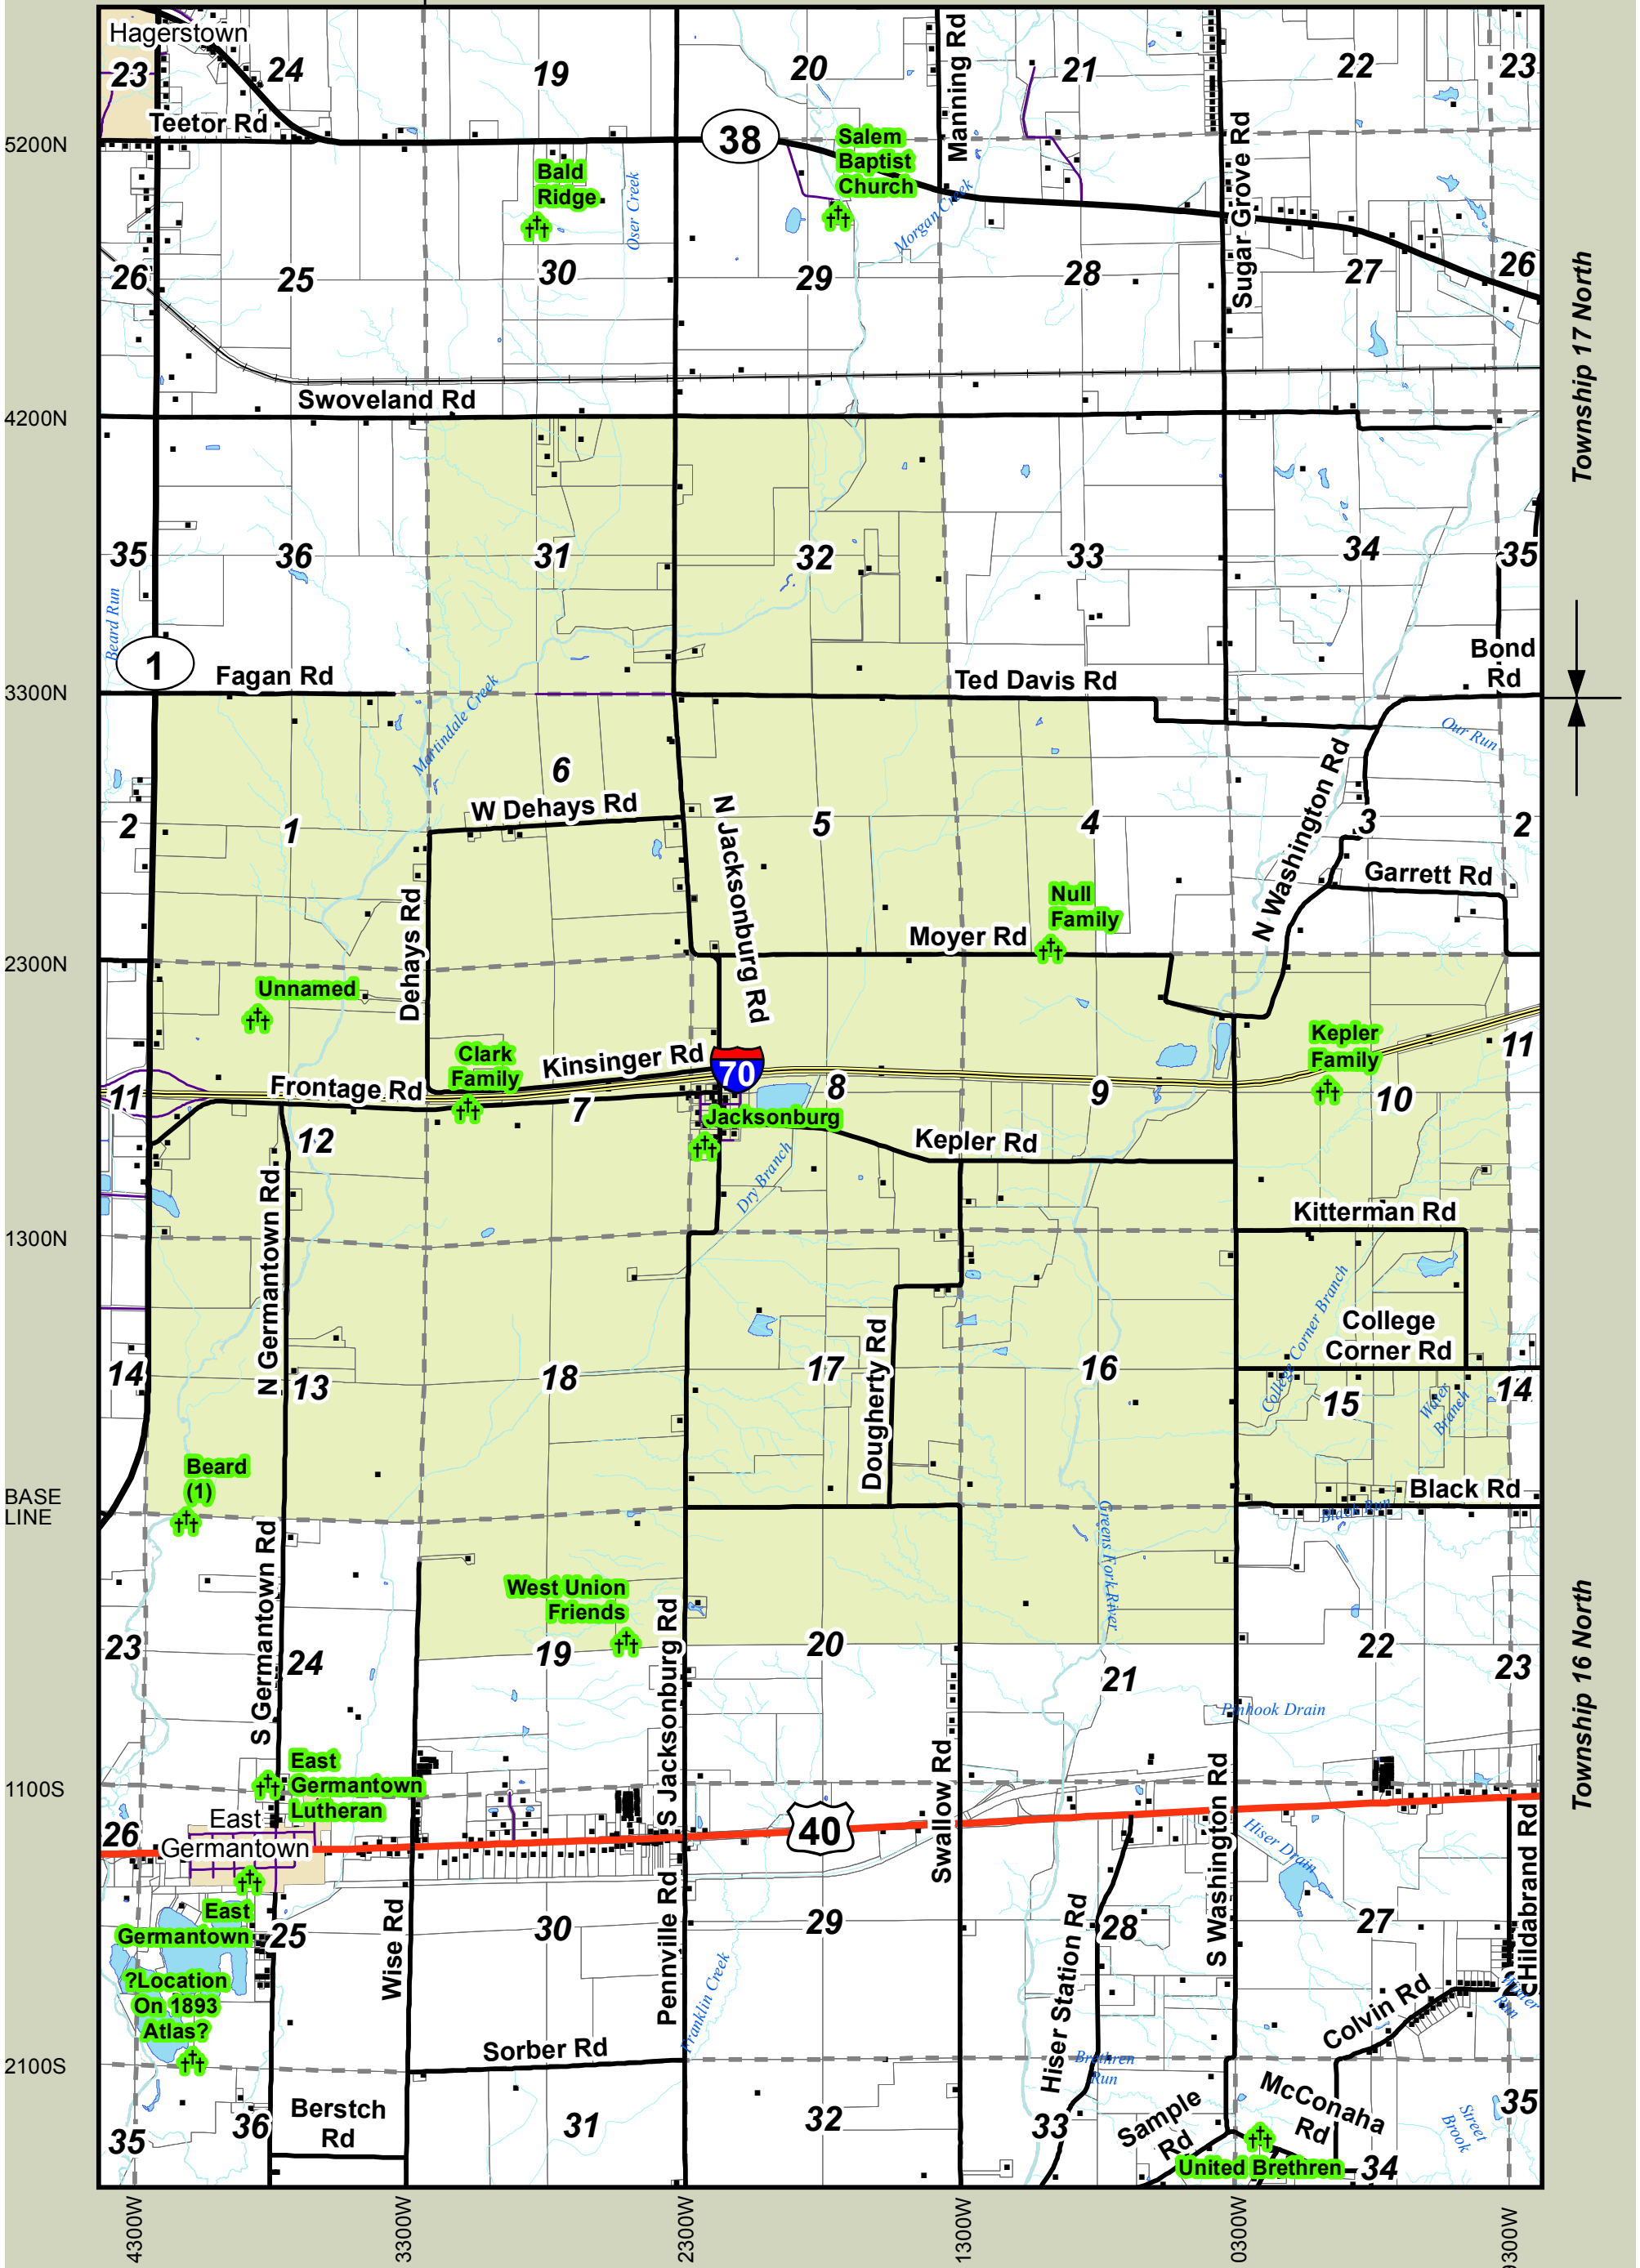 Hagerstown
23
24
19
20
Manning Rd
21
22
23
Teetor Rd
5200N
38
Salem
Baptist
Church
Sugar Grove Rd
Bald
Ridge
Oser Creek
Morgan Creek
26
25
30
29
28
27
26
Township 17 North
Swoveland Rd
4200N
35
36
31
32
33
34
35
Beard Run
1
Fagan Rd
Ted Davis Rd
Bond
Rd
3300N
Martindale Creek
Our Run
6
W Dehays Rd
N Jacksonburg Rd
N Washington Rd
2
1
5
4
3
2
Garrett Rd
Dehays Rd
Null
Family
Moyer Rd
2300N
Unnamed
Kepler
Family
Clark
Family
Kinsinger Rd
70
11
Frontage Rd
7
8
9
10
11
Jacksonburg
12
Kepler Rd
Dry Branch
N Germantown Rd
Kitterman Rd
1300N
College Corner Branch
College
Corner Rd
Dougherty Rd
14
13
18
17
16
15
14
Water
Branch
Beard
(1)
Black Rd
BASE
LINE
Black Run
Greens Fork River
S Germantown Rd
West Union
Friends
S Jacksonburg Rd
23
24
19
20
21
22
23
Township 16 North
Pinhook Drain
East
Germantown
Lutheran
1100S
Swallow Rd
S Washington Rd
East
Germantown
26
40
Hiser Drain
Hildabrand Rd
East
Germantown
25
Wise Rd
30
Pennville Rd
29
28
27
Hiser Station Rd
?Location
On 1893
Atlas?
Franklin Creek
Colvin Rd
Sorber Rd
2100S
Brethren
Run
Berstch
Rd
McConaha
Rd
Sample
Rd
Street
Brook
35
36
31
32
33
35
United Brethren
34
4300W
3300W
2300W
1300W
0300W